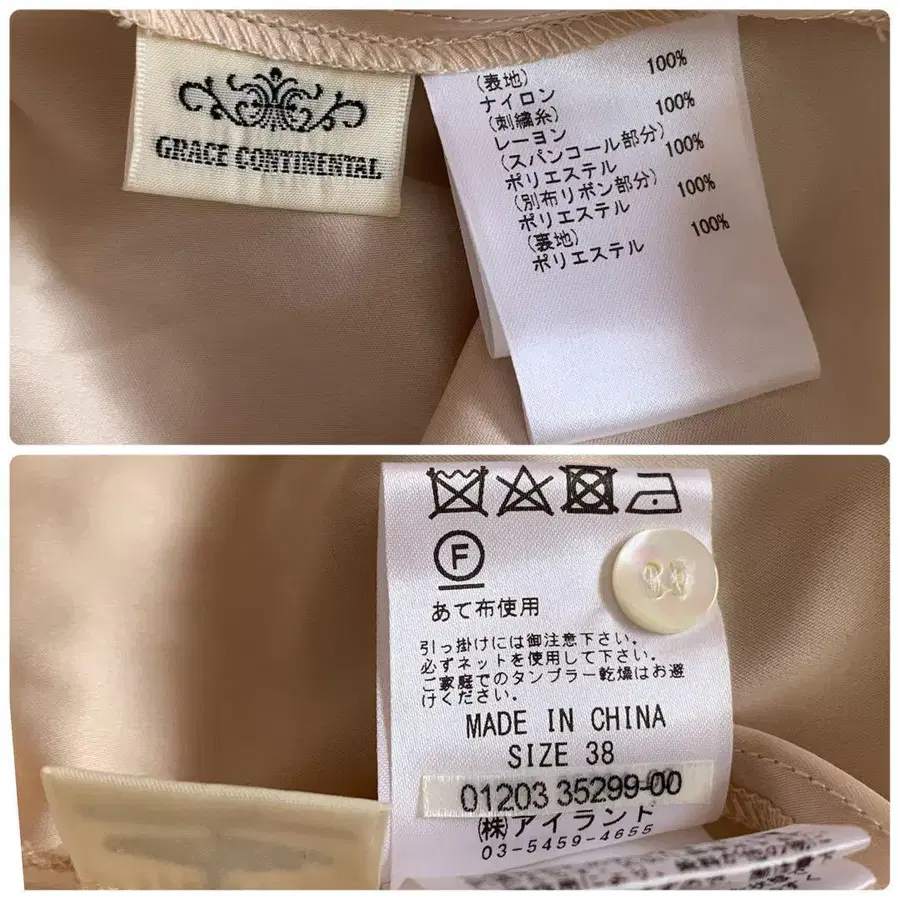 GRACE CONTINENTAL
(表地)
ナイロン 100%
(刺繍糸)
レーヨン 100%
(スパンコール部分)
ポリエステル 100%
(別布リボン部分)
ポリエステル 100%
(裏地)
ポリエステル 100%
F
あて布使用
引っ掛けには御注意下さい。
必ずネットを使用して下さい。
ご家庭でのタンブラー乾燥はお避
けください。
MADE IN CHINA
SIZE 38
01203 35299-00
(株)アイランド
03-5459-4655